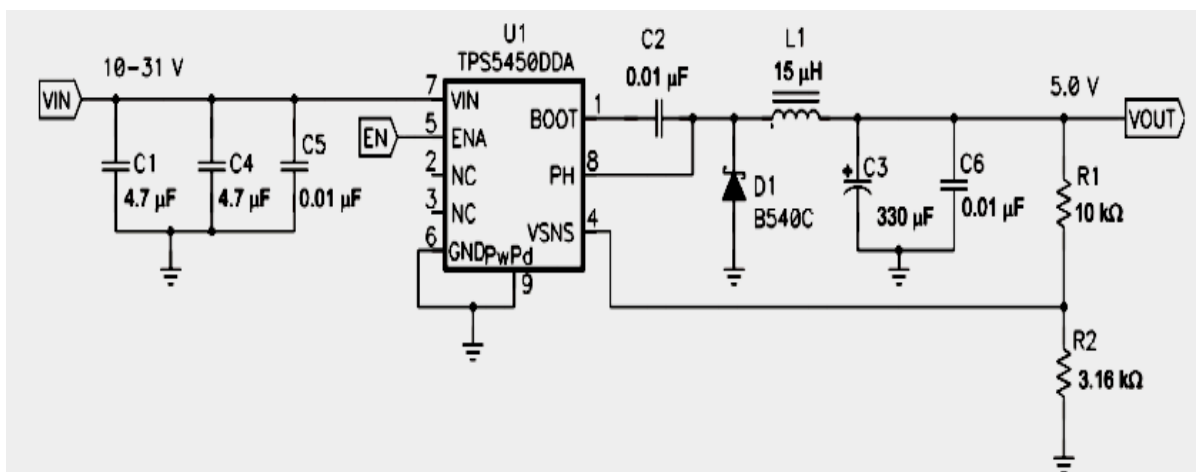 10-31 V
VIN
C1
4.7 µF
C4
4.7 µF
C5
0.01 µF
EN
U1
TPS5450DDA
7
VIN
5
ENA
2
NC
3
NC
6
GND
PwPd
9
BOOT
1
PH
8
VSNS
4
C2
0.01 µF
L1
15 µH
D1
B540C
C3
330 µF
C6
0.01 µF
5.0 V
VOUT
R1
10 kΩ
R2
3.16 kΩ